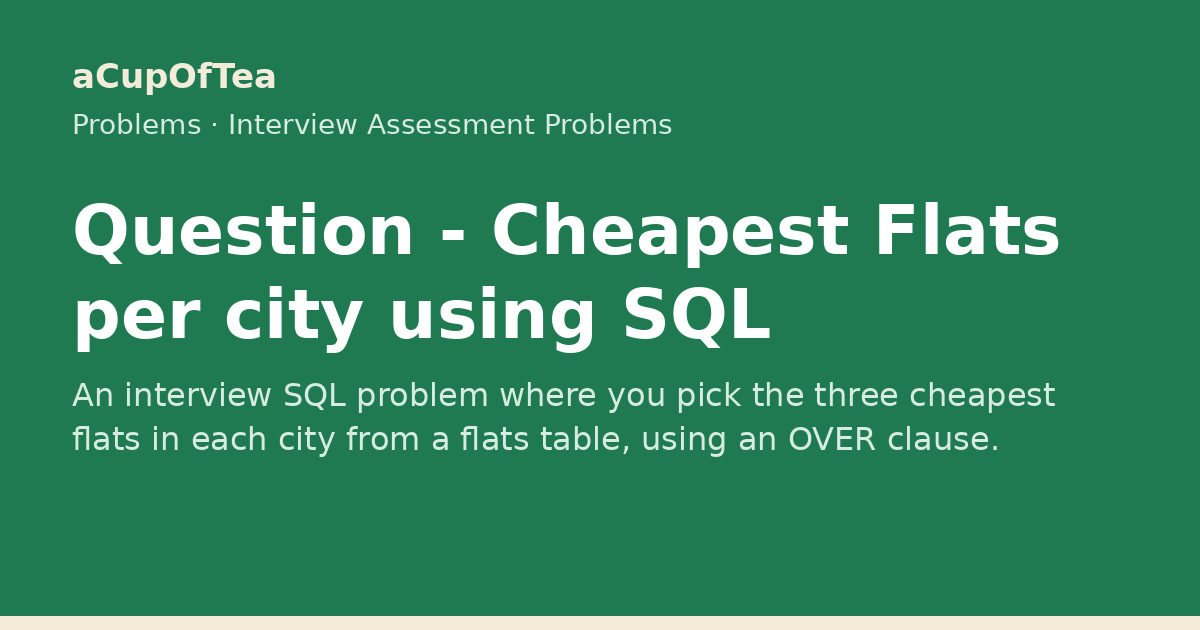 aCupOfTea
Problems · Interview Assessment Problems
Question - Cheapest Flats
per city using SQL
An interview SQL problem where you pick the three cheapest
flats in each city from a flats table, using an OVER clause.